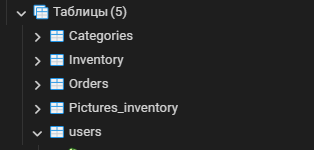 Таблицы (5)
Categories
Inventory
Orders
Pictures_inventory
users